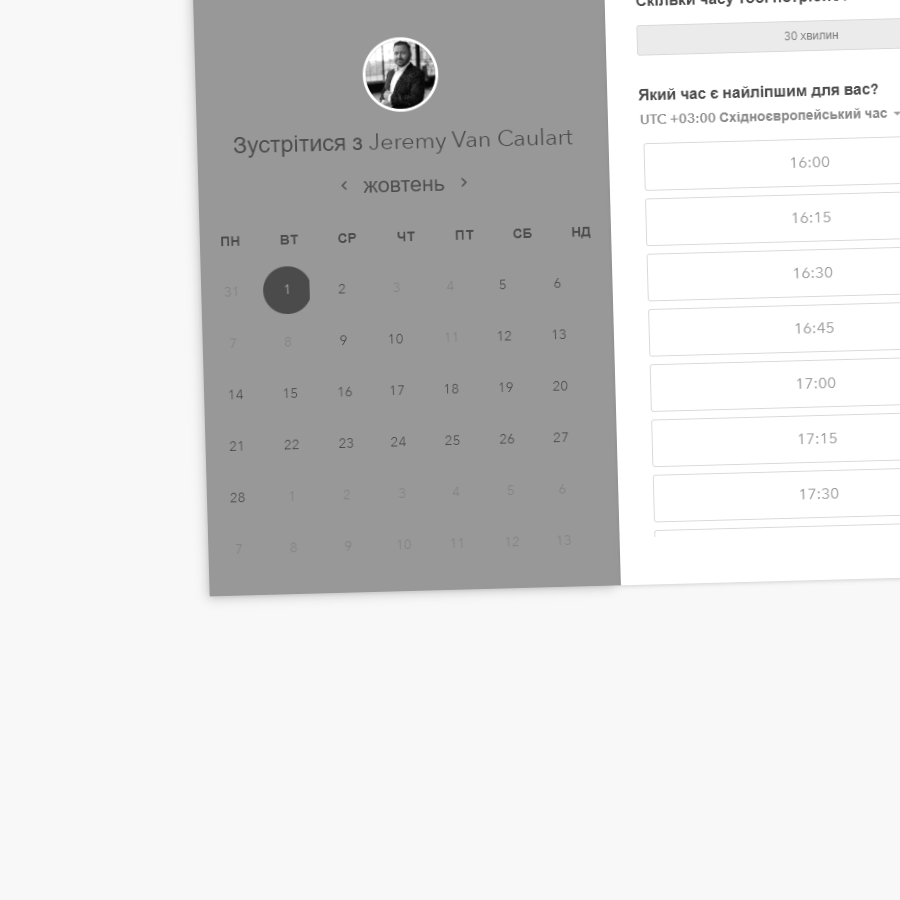 Зустрітися з Jeremy Van Caulart
‹ жовтень ›
ПН ВТ СР ЧТ ПТ СБ НД
31 1 2 3 4 5 6
7 8 9 10 11 12 13
14 15 16 17 18 19 20
21 22 23 24 25 26 27
28 1 2 3 4 5 6
7 8 9 10 11 12 13
Скільки часу тобі
30 хвилин
Який час є найліпшим для вас?
UTC +03:00 Східноєвропейський час
16:00
16:15
16:30
16:45
17:00
17:15
17:30